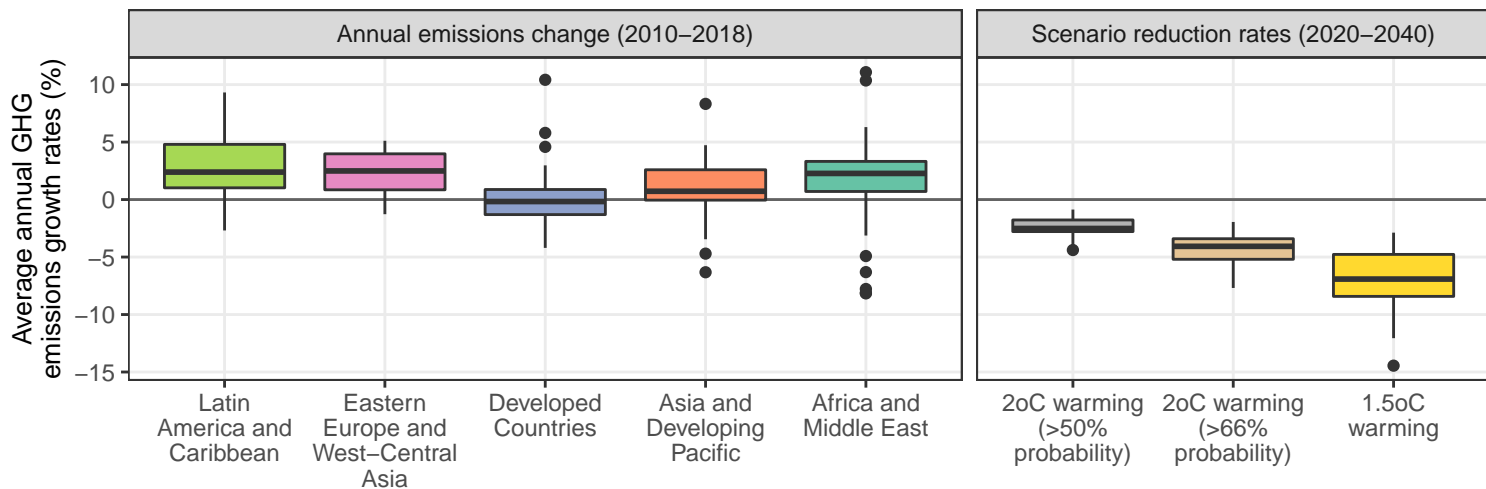 Annual emissions change (2010−2018)
Scenario reduction rates (2020−2040)
Average annual GHG
emissions growth rates (%)
10
5
0
−5
−10
−15
Latin
America and
Caribbean
Eastern
Europe and
West−Central
Asia
Developed
Countries
Asia and
Developing
Pacific
Africa and
Middle East
2oC warming
(>50%
probability)
2oC warming
(>66%
probability)
1.5oC
warming